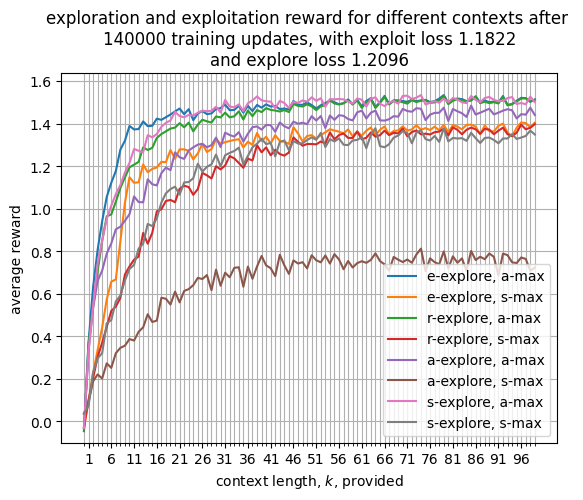 exploration and exploitation reward for different contexts after
140000 training updates, with exploit loss 1.1822
and explore loss 1.2096
1.6
1.4
1.2
1.0
0.8
0.6
0.4
0.2
0.0
average reward
e-explore, a-max
e-explore, s-max
r-explore, a-max
r-explore, s-max
a-explore, a-max
a-explore, s-max
s-explore, a-max
s-explore, s-max
1 6 11 16 21 26 31 36 41 46 51 56 61 66 71 76 81 86 91 96
context length, k, provided